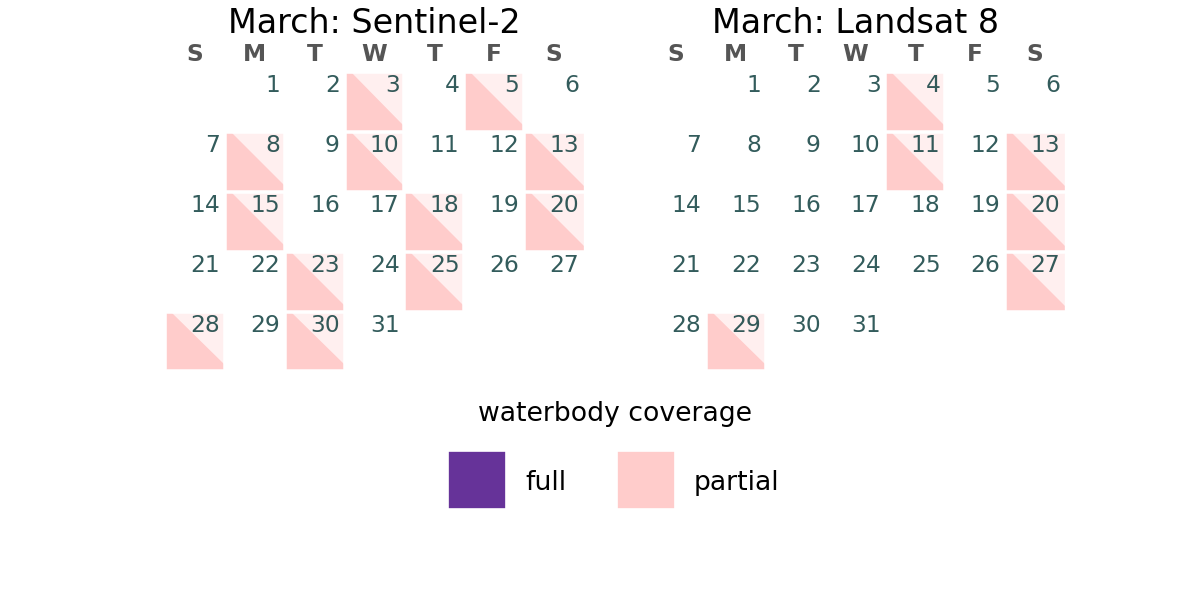 March: Sentinel-2
S M T W T F S
1 2 3 4 5 6
7 8 9 10 11 12 13
14 15 16 17 18 19 20
21 22 23 24 25 26 27
28 29 30 31
March: Landsat 8
S M T W T F S
1 2 3 4 5 6
7 8 9 10 11 12 13
14 15 16 17 18 19 20
21 22 23 24 25 26 27
28 29 30 31
waterbody coverage
full partial